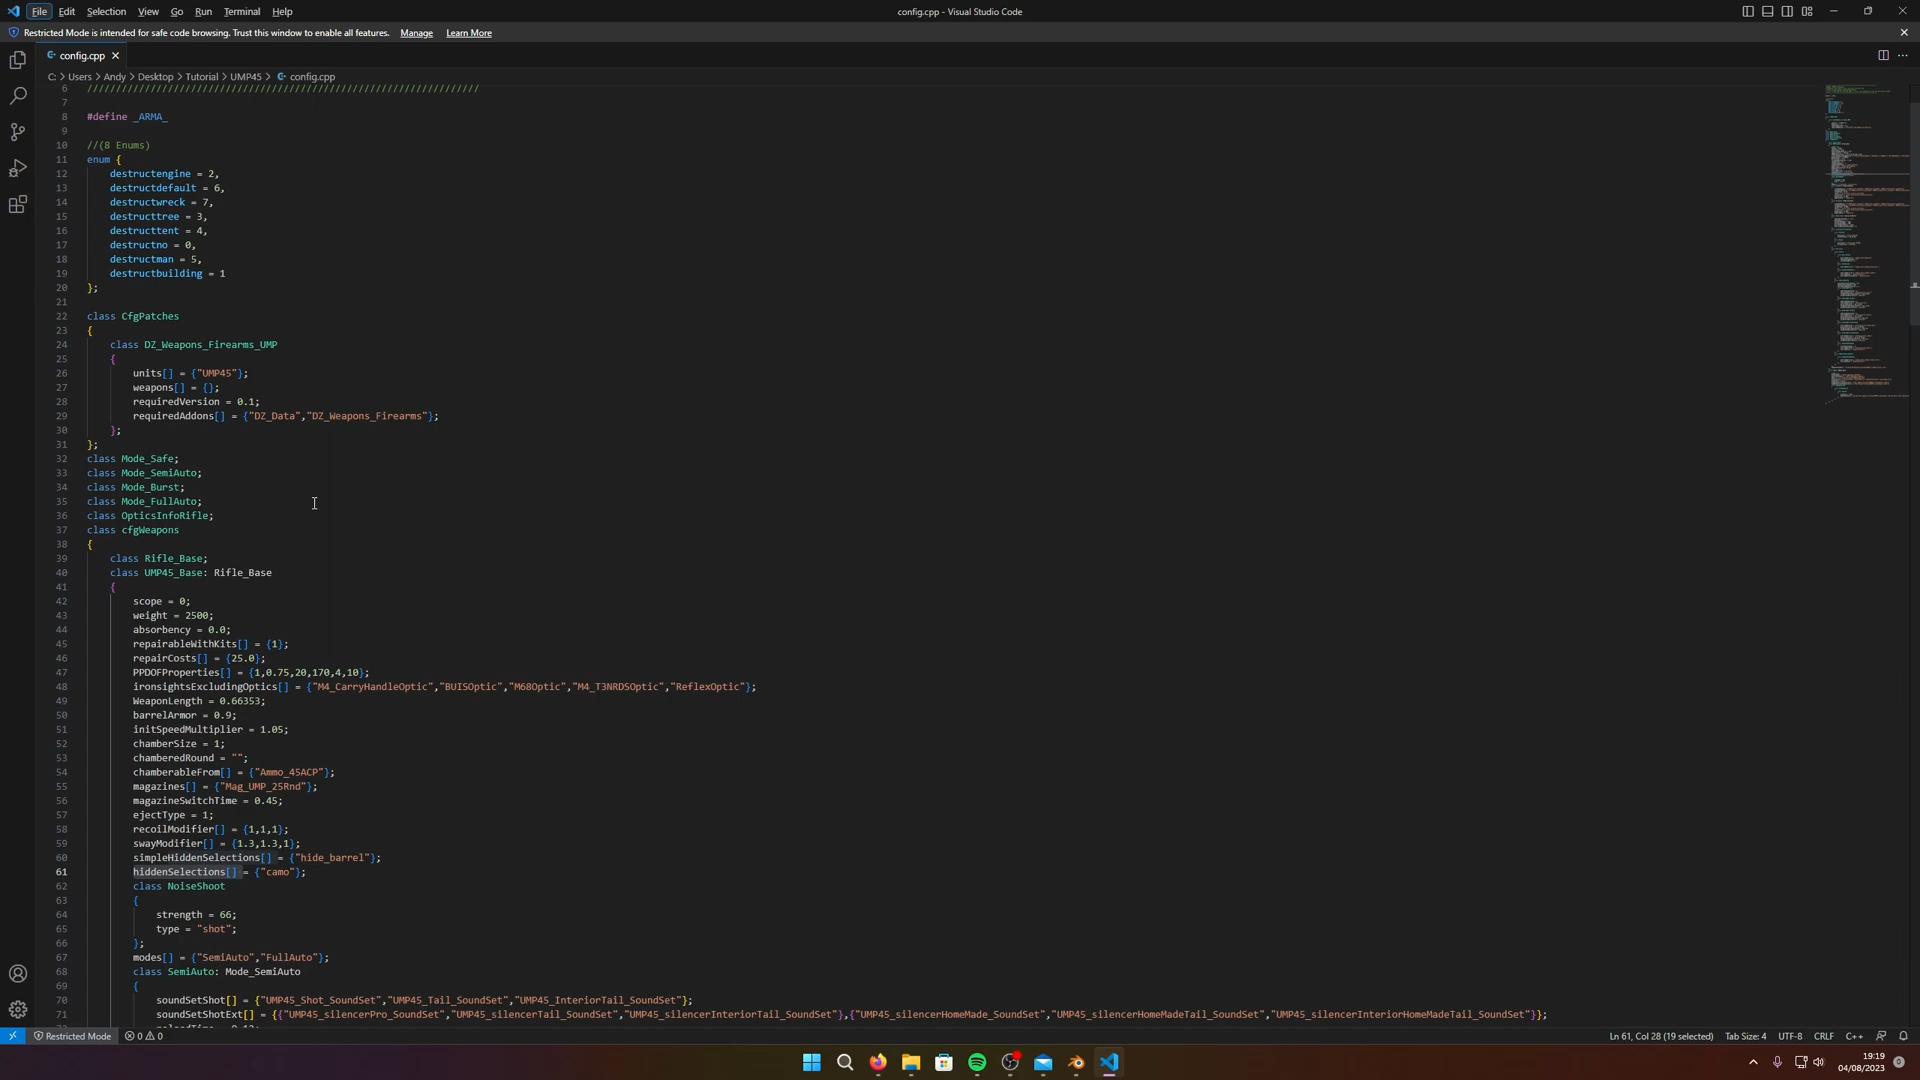 File Edit Selection View Go Run Terminal Help
config.cpp - Visual Studio Code
Restricted Mode is intended for safe code browsing. Trust this window to enable all features. Manage Learn More
config.cpp
C: > Users > Andy > Desktop > Tutorial > UMP45 > config.cpp
6 ////////////////////////////////////////////////////////////////////
7
8 #define _ARMA_
9
10 //(8 Enums)
11 enum {
12 destructengine = 2,
13 destructdefault = 6,
14 destructwreck = 7,
15 destructtree = 3,
16 destructtent = 4,
17 destructno = 0,
18 destructman = 5,
19 destructbuilding = 1
20 };
21
22 class CfgPatches
23 {
24 class DZ_Weapons_Firearms_UMP
25 {
26 units[] = {"UMP45"};
27 weapons[] = {};
28 requiredVersion = 0.1;
29 requiredAddons[] = {"DZ_Data","DZ_Weapons_Firearms"};
30 };
31 };
32 class Mode_Safe;
33 class Mode_SemiAuto;
34 class Mode_Burst;
35 class Mode_FullAuto;
36 class OpticsInfoRifle;
37 class cfgWeapons
38 {
39 class Rifle_Base;
40 class UMP45_Base: Rifle_Base
41 {
42 scope = 0;
43 weight = 2500;
44 absorbency = 0.0;
45 repairableWithKits[] = {1};
46 repairCosts[] = {25.0};
47 PPDOFProperties[] = {1,0.75,20,170,4,10};
48 ironsightsExcludingOptics[] = {"M4_CarryHandleOptic","BUISOptic","M68Optic","M4_T3NRDSOptic","ReflexOptic"};
49 WeaponLength = 0.66353;
50 barrelArmor = 0.9;
51 initSpeedMultiplier = 1.05;
52 chamberSize = 1;
53 chamberedRound = "";
54 chamberableFrom[] = {"Ammo_45ACP"};
55 magazines[] = {"Mag_UMP_25Rnd"};
56 magazineSwitchTime = 0.45;
57 ejectType = 1;
58 recoilModifier[] = {1,1,1};
59 swayModifier[] = {1.3,1.3,1};
60 simpleHiddenSelections[] = {"hide_barrel"};
61 hiddenSelections[] = {"camo"};
62 class NoiseShoot
63 {
64 strength = 66;
65 type = "shot";
66 };
67 modes[] = {"SemiAuto","FullAuto"};
68 class SemiAuto: Mode_SemiAuto
69 {
70 soundSetShot[] = {"UMP45_Shot_SoundSet","UMP45_Tail_SoundSet","UMP45_InteriorTail_SoundSet"};
71 soundSetShotExt[] = {{"UMP45_silencerPro_SoundSet","UMP45_silencerTail_SoundSet","UMP45_silencerInteriorTail_SoundSet"},{"UMP45_silencerHomeMade_SoundSet","UMP45_silencerHomeMadeTail_SoundSet","UMP45_silencerInteriorHomeMadeTail_SoundSet"}};
Restricted Mode 0 0 Ln 61, Col 28 (19 selected) Tab Size: 4 UTF-8 CRLF C++
19:19
04/08/2023